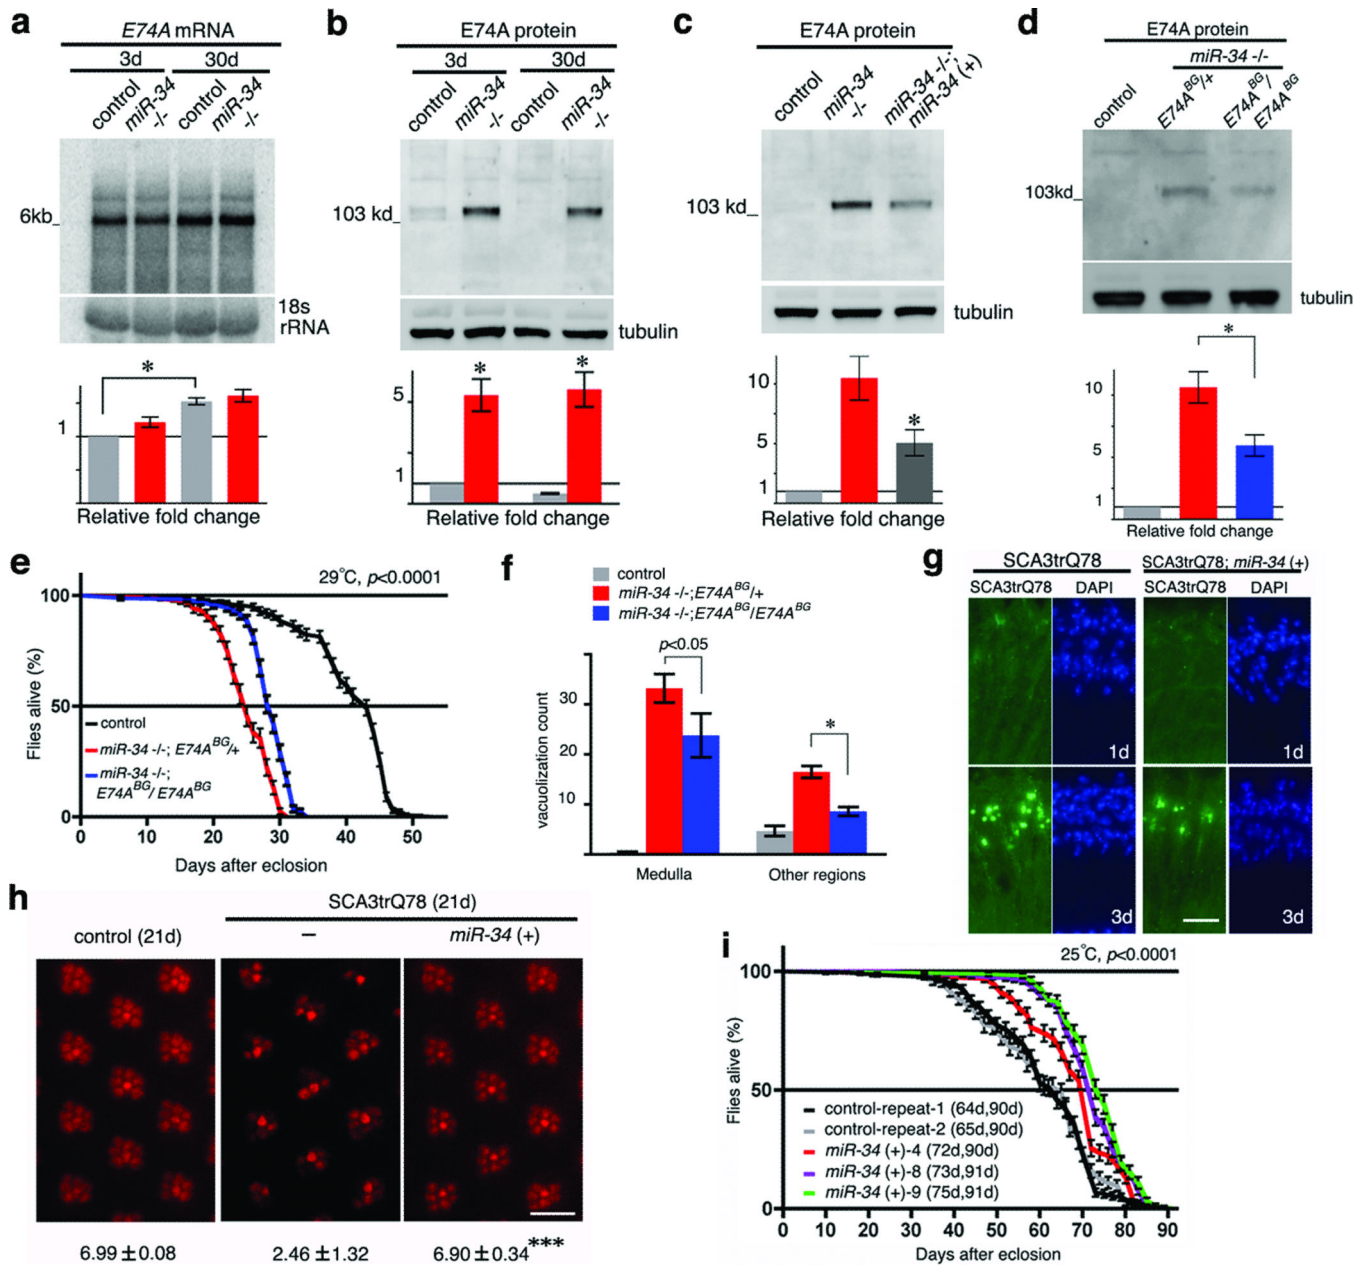 a
E74A mRNA
3d 30d
control miR-34 -/- control miR-34 -/-
6kb_
18s
rRNA
*
1
Relative fold change
b
E74A protein
3d 30d
control miR-34 -/- control miR-34 -/-
103 kd_
tubulin
* *
5
1
Relative fold change
c
E74A protein
control miR-34 -/- miR-34 -/-; miR-34 (+)
103 kd_
tubulin
10
5
1
*
Relative fold change
d
E74A protein
miR-34 -/-
control E74A^BG/+ E74A^BG/ E74A^BG
103kd_
tubulin
*
10
5
1
Relative fold change
e
29°C, p<0.0001
Flies alive (%)
100
50
0
control
miR-34 -/-; E74A^BG/+
miR-34 -/-;
E74A^BG/ E74A^BG
0 10 20 30 40 50
Days after eclosion
f
control
miR-34 -/-;E74A^BG/+
miR-34 -/-;E74A^BG/E74A^BG
p<0.05
*
vacuolization count
30
20
10
Medulla Other regions
g
SCA3trQ78 SCA3trQ78; miR-34 (+)
SCA3trQ78 DAPI SCA3trQ78 DAPI
1d 1d
3d 3d
h
SCA3trQ78 (21d)
control (21d) – miR-34 (+)
6.99±0.08 2.46±1.32 6.90±0.34***
i
25°C, p<0.0001
Flies alive (%)
100
50
0
control-repeat-1 (64d,90d)
control-repeat-2 (65d,90d)
miR-34 (+)-4 (72d,90d)
miR-34 (+)-8 (73d,91d)
miR-34 (+)-9 (75d,91d)
0 10 20 30 40 50 60 70 80 90
Days after eclosion